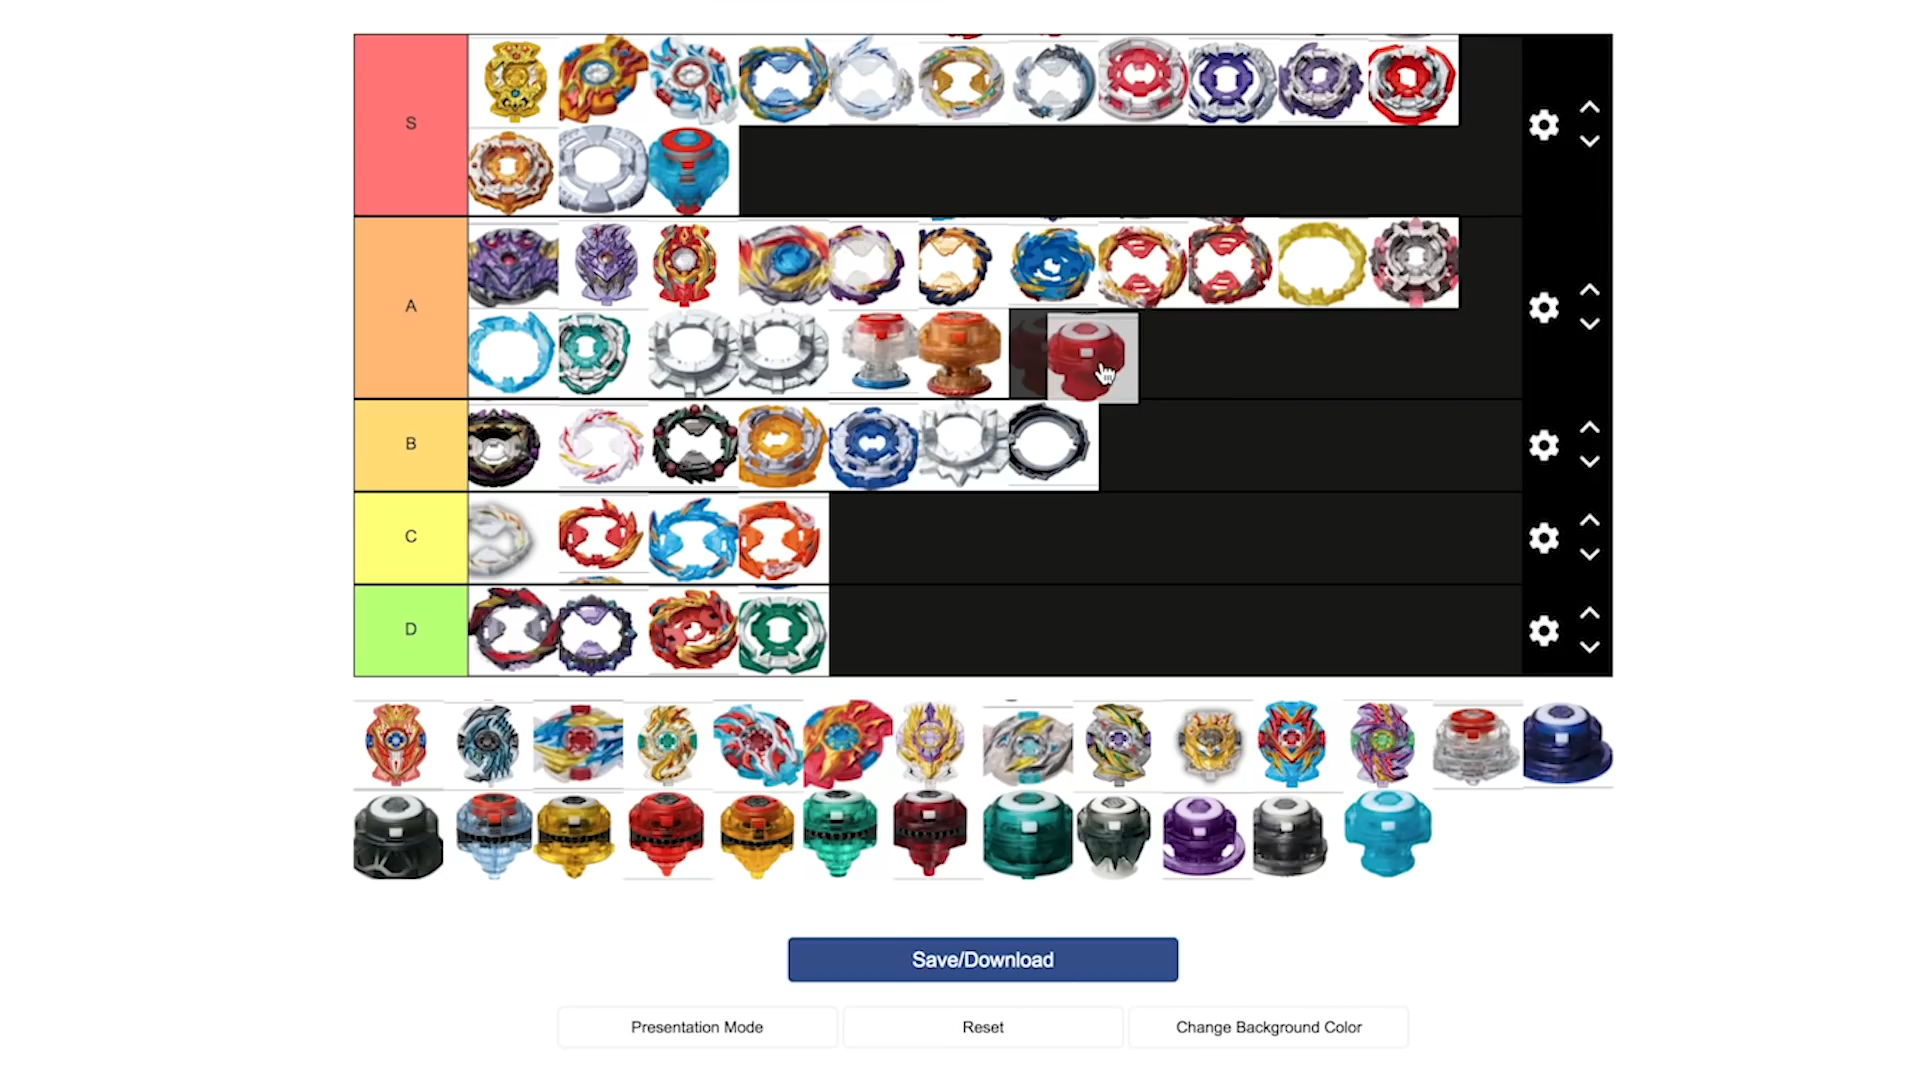 S
A
B
C
D
Save/Download
Presentation Mode
Reset
Change Background Color